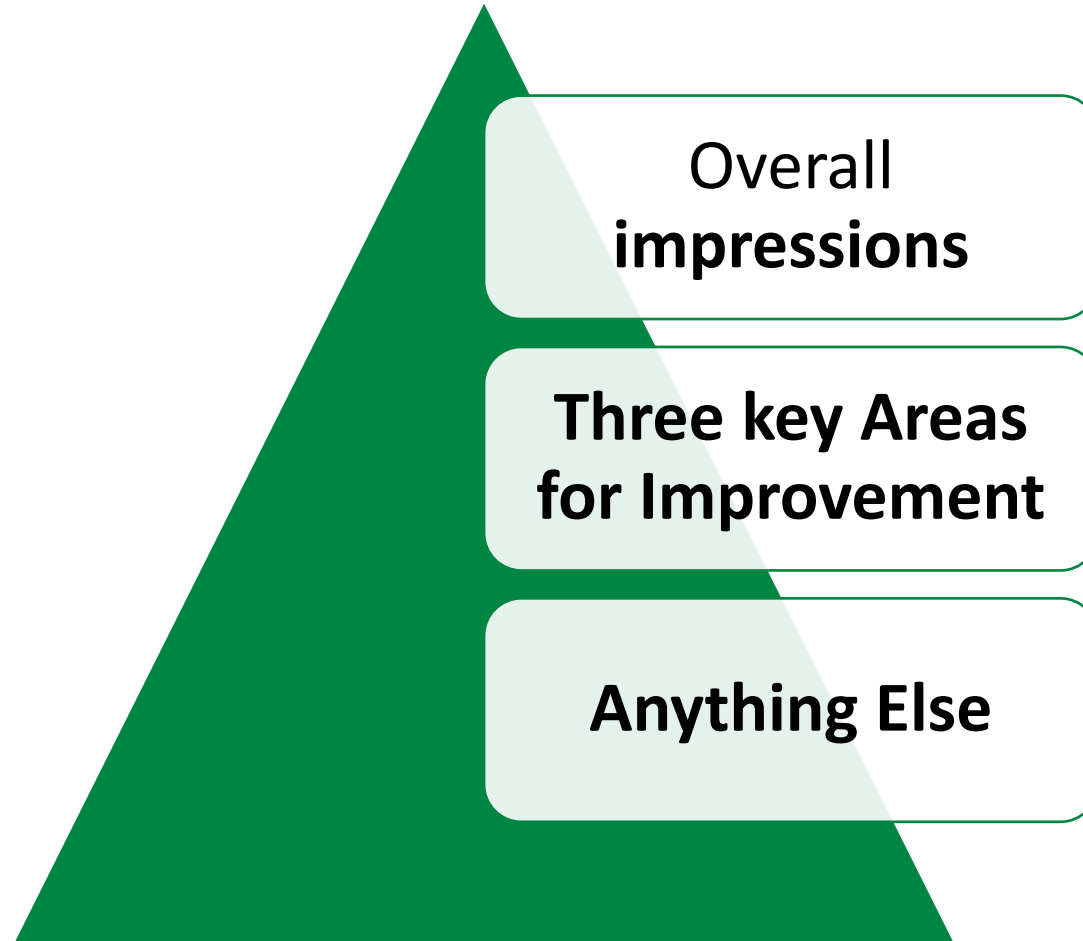 Overall
impressions
Three key Areas
for Improvement
Anything Else